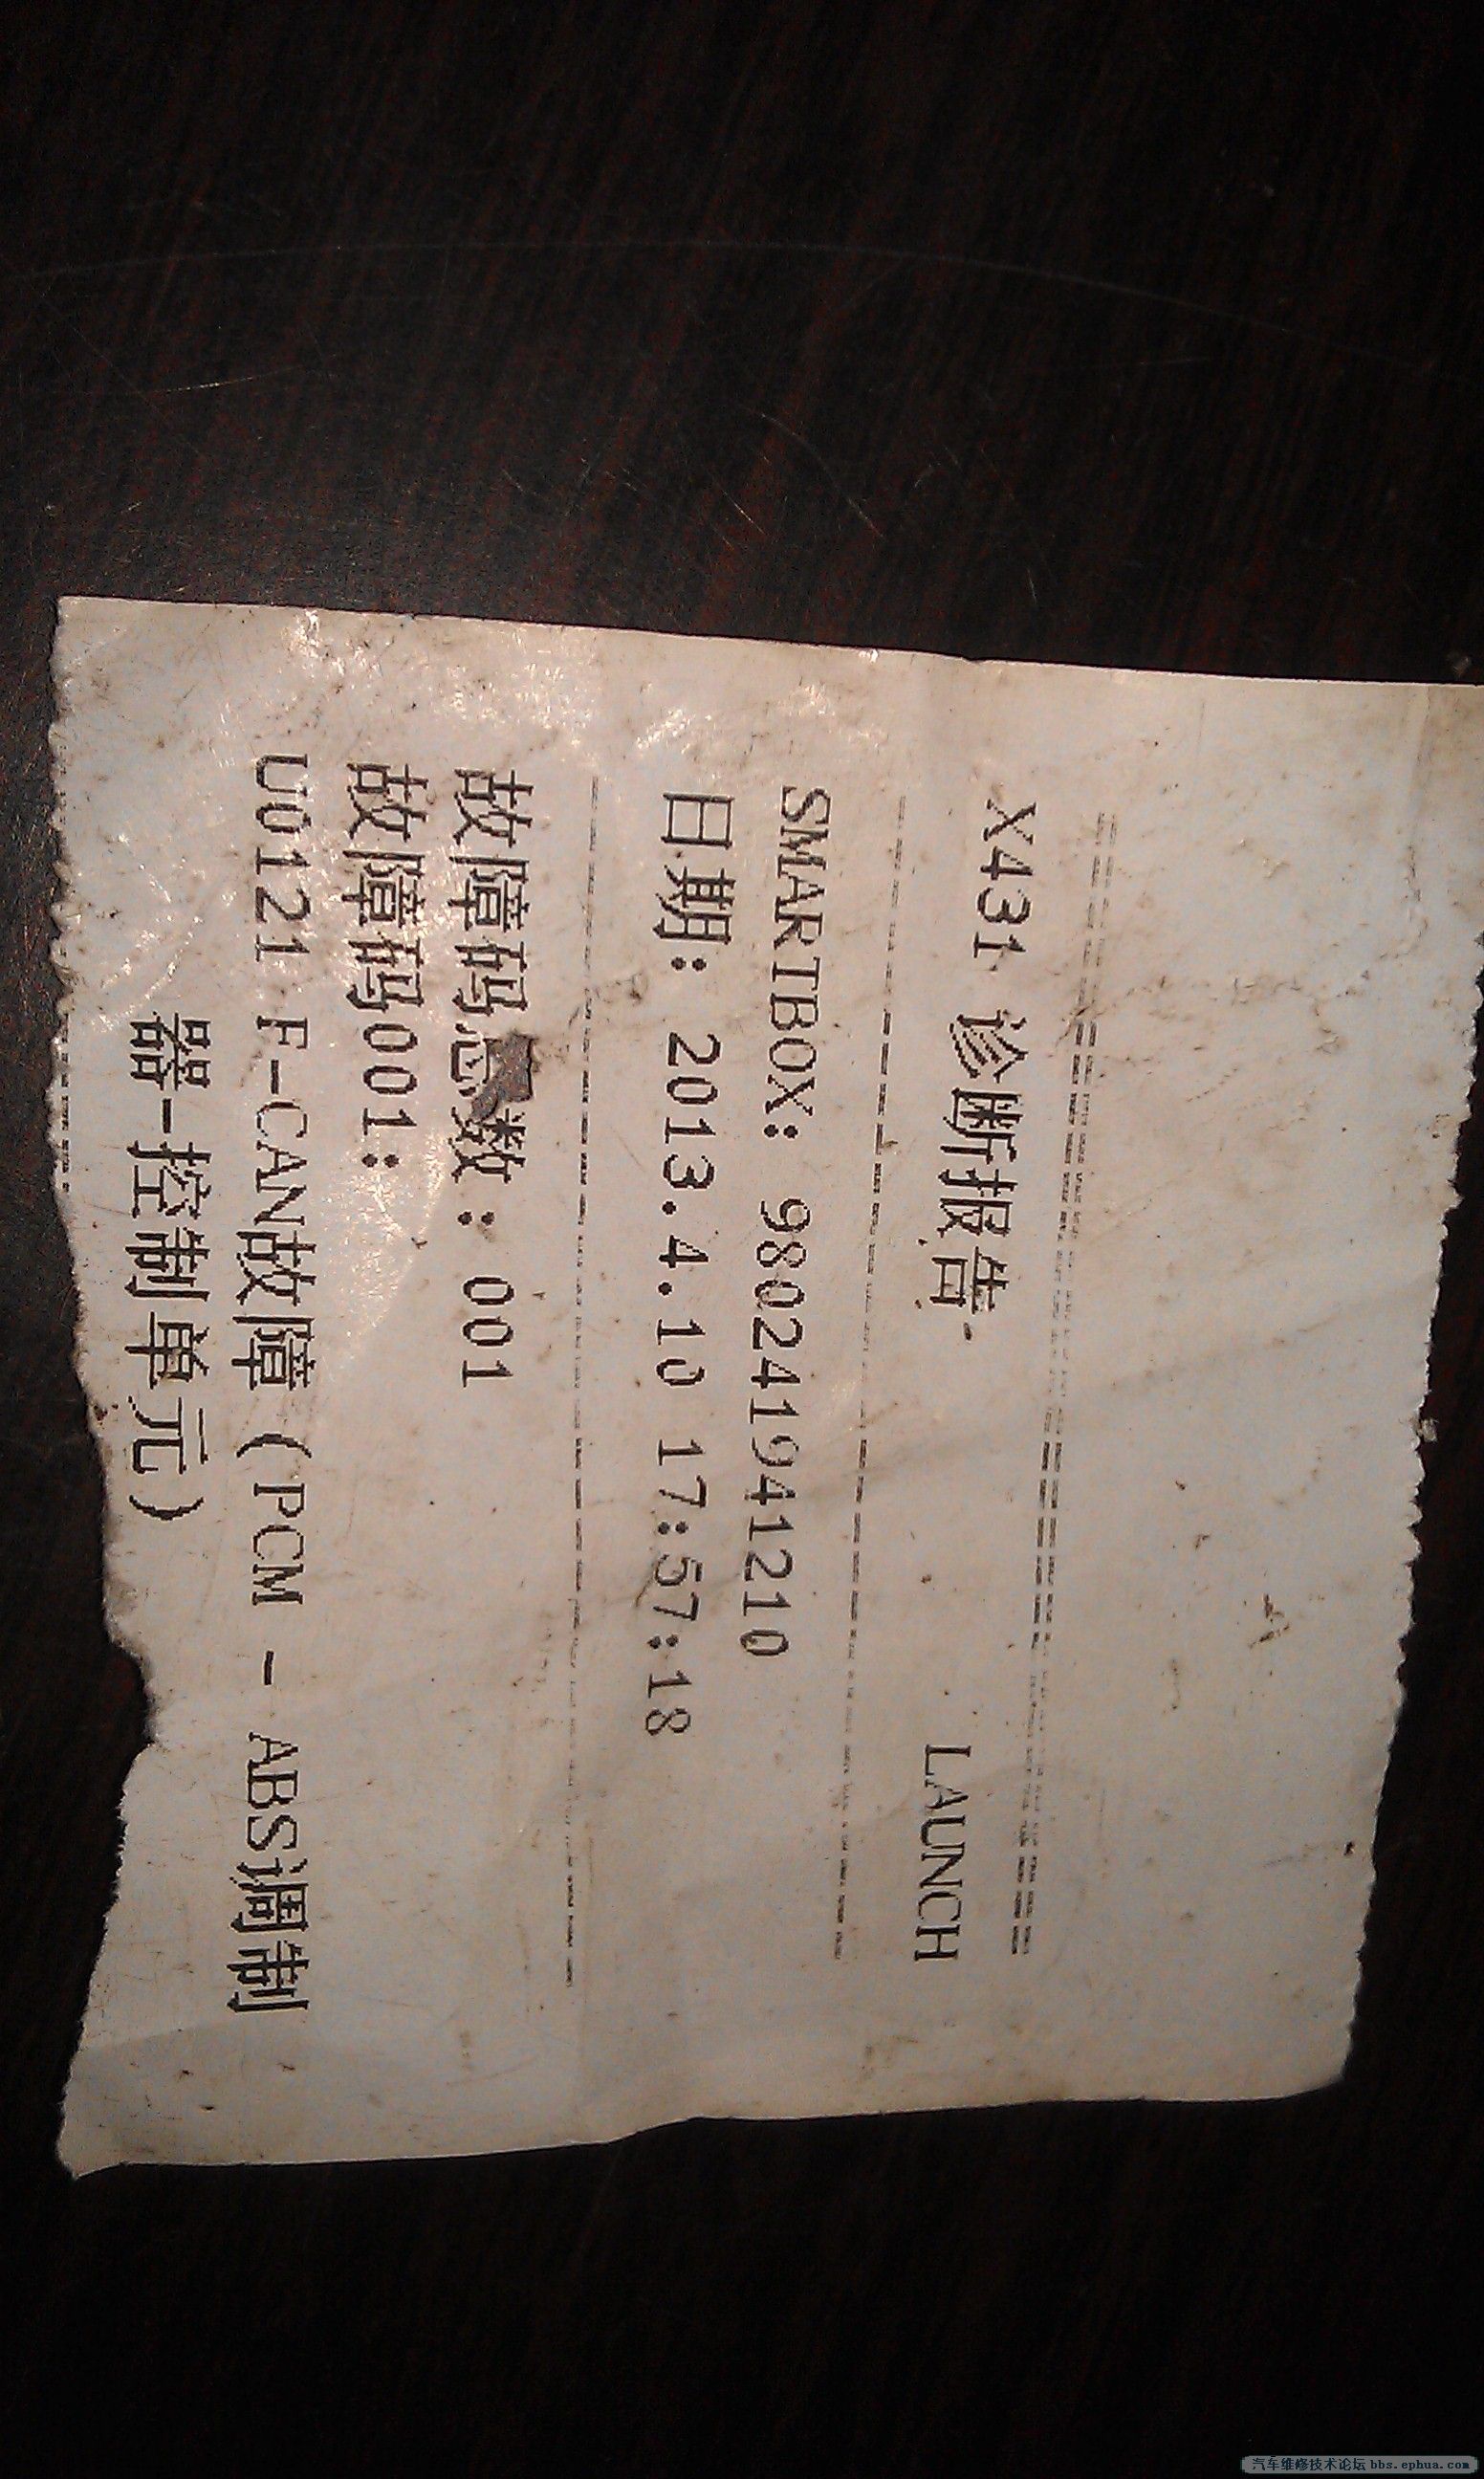 X431 诊断报告
LAUNCH
SMARTBOX: 980241941210
日期: 2013.4.10 17:57:18
故障码总数：001
故障码001:
U0121 F-CAN故障(PCM - ABS调制
器-控制单元)
汽车维修技术论坛 bbs.ephua.com